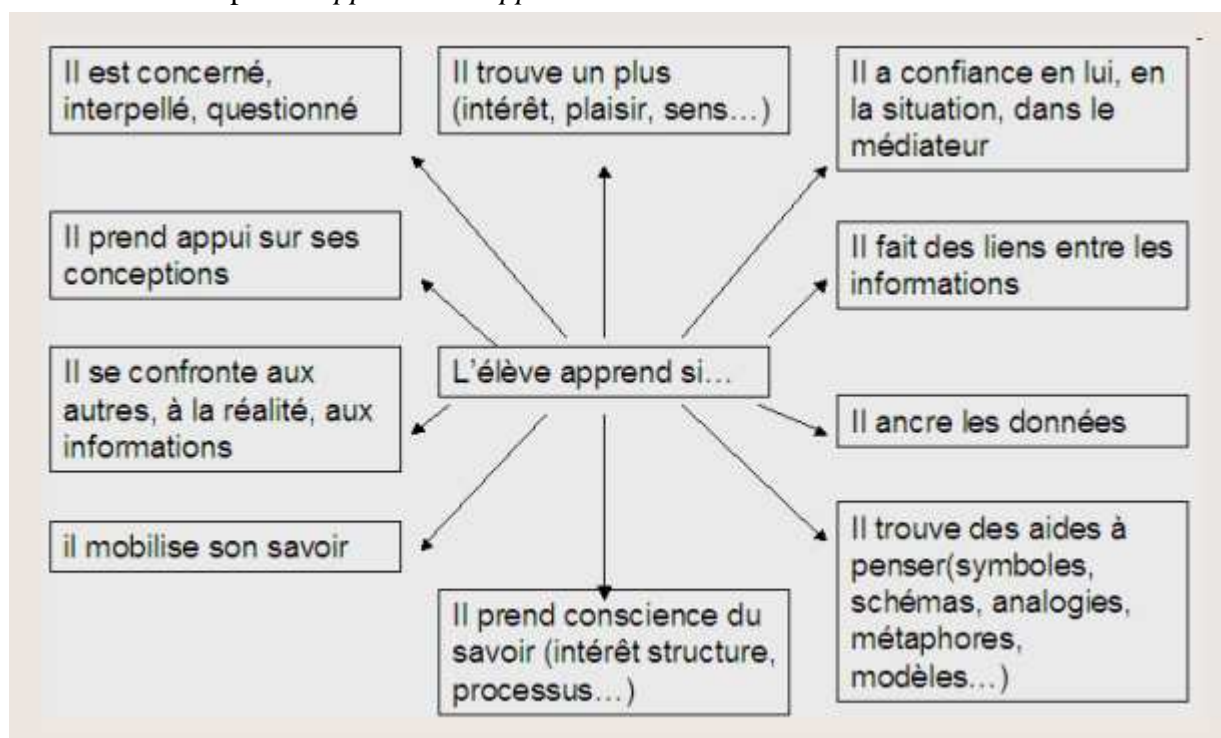 Il est concerné,
interpellé, questionné
Il trouve un plus
(intérêt, plaisir, sens…)
Il a confiance en lui, en
la situation, dans le
médiateur
Il prend appui sur ses
conceptions
Il fait des liens entre les
informations
Il se confronte aux
autres, à la réalité, aux
informations
L'élève apprend si…
Il ancre les données
il mobilise son savoir
Il prend conscience du
savoir (intérêt structure,
processus…)
Il trouve des aides à
penser(symboles,
schémas, analogies,
métaphores,
modèles…)